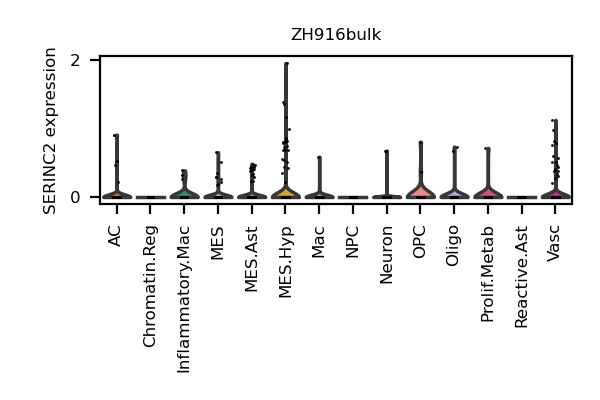 ZH916bulk
SERINC2 expression
2
0
AC
Chromatin.Reg
Inflammatory.Mac
MES
MES.Ast
MES.Hyp
Mac
NPC
Neuron
OPC
Oligo
Prolif.Metab
Reactive.Ast
Vasc